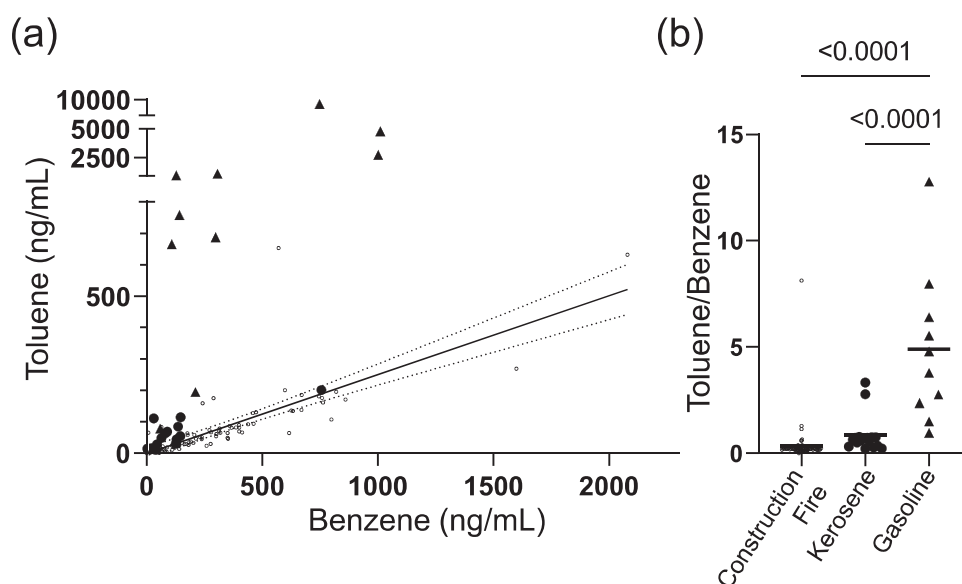 (a)
Toluene (ng/mL)
10000
5000
2500
500
0
0 500 1000 1500 2000
Benzene (ng/mL)
(b)
<0.0001
<0.0001
Toluene/Benzene
15
10
5
0
Construction
Fire
Kerosene
Gasoline